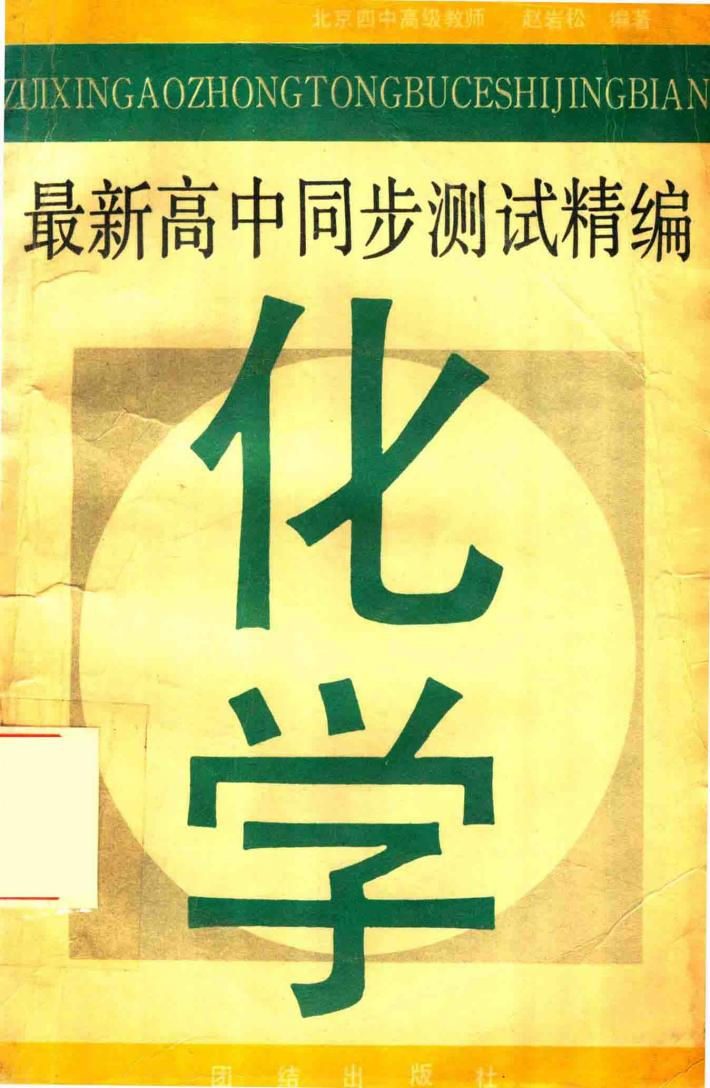 北京四中高级教师 赵岩松 编著
ZUIXINGAOZHONGTONGBUCESHIJINGBIAN
最新高中同步测试精编
化学
团结出版社